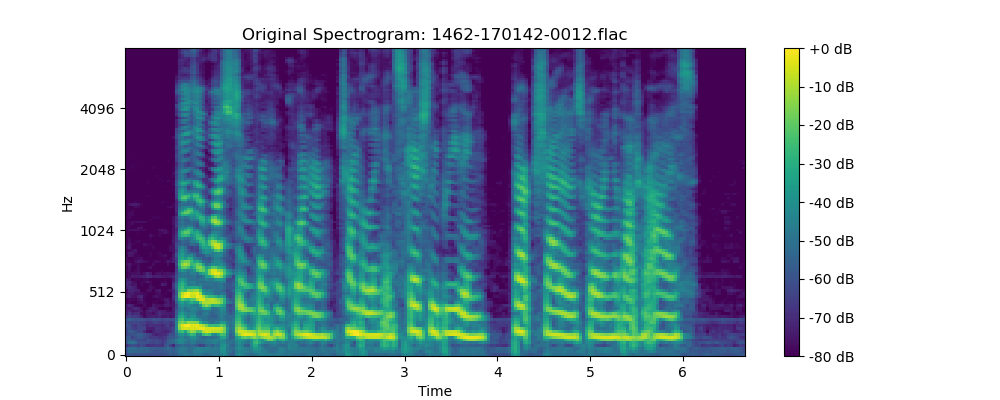 Original Spectrogram: 1462-170142-0012.flac
Hz
4096
2048
1024
512
0
0 1 2 3 4 5 6
Time
+0 dB
-10 dB
-20 dB
-30 dB
-40 dB
-50 dB
-60 dB
-70 dB
-80 dB